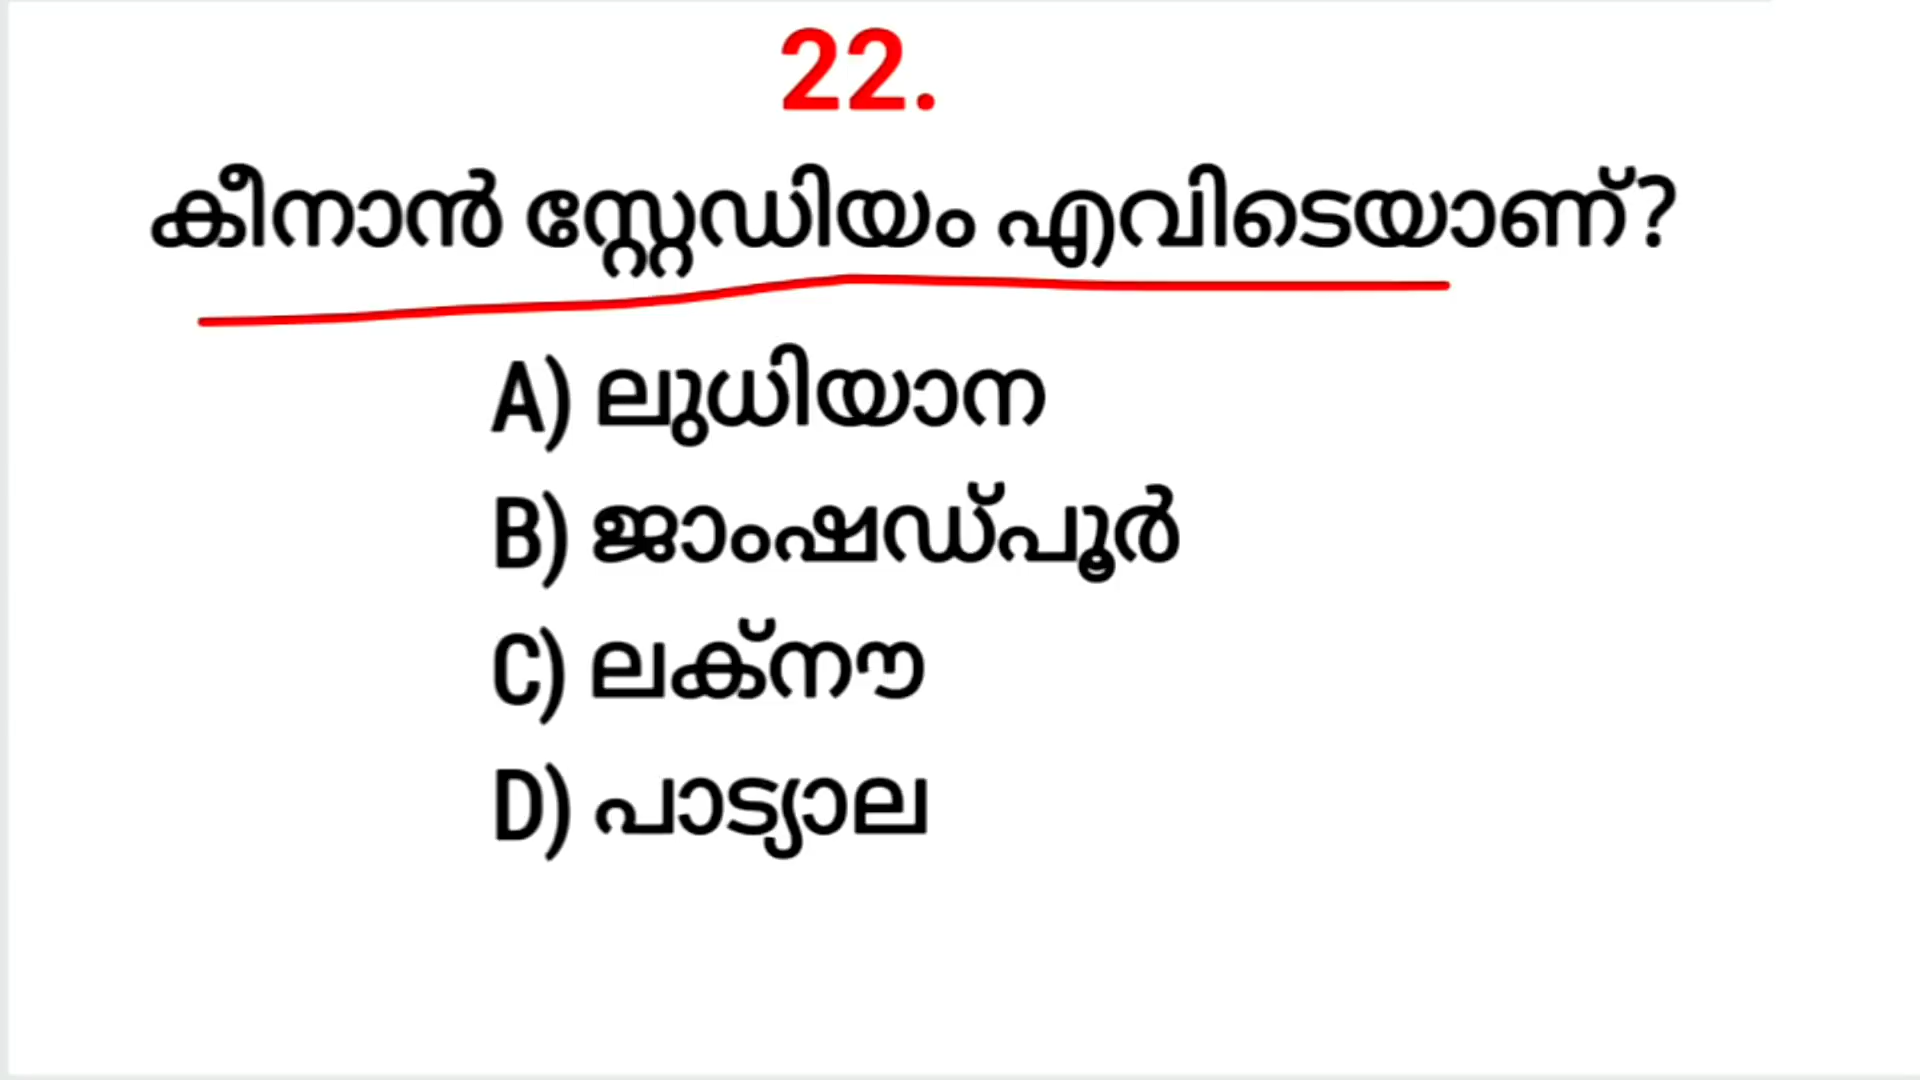 22.
കീനാൻ സ്റ്റേഡിയം എവിടെയാണ്?
A) ലുധിയാന
B) ജാംഷഡ്പൂർ
C) ലക്നൗ
D) പാട്യാല